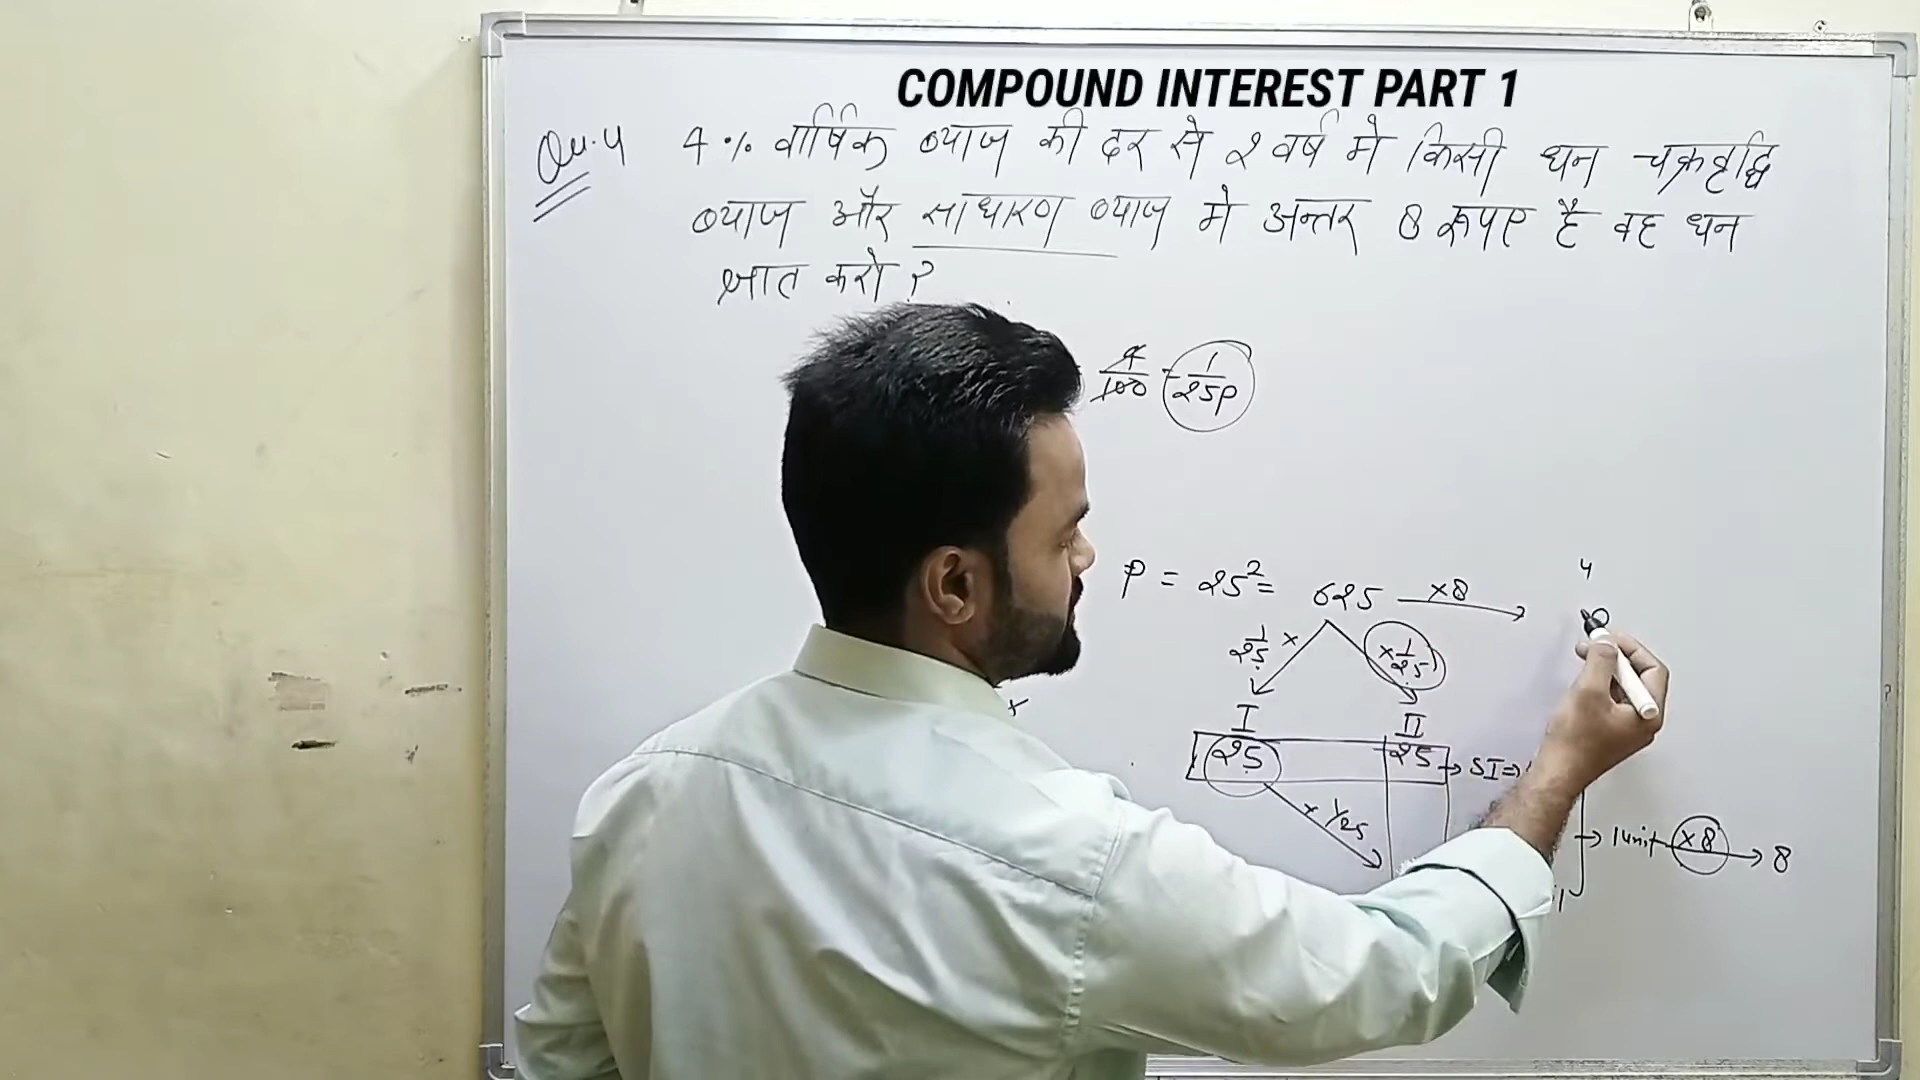 COMPOUND INTEREST PART 1
Qu.4 4% वार्षिक ब्याज की दर से 2 वर्ष मे किसी धन चक्रवृद्धि
ब्याज और साधारण ब्याज मे अन्तर 8 रूपए है वह धन
ज्ञात करो ?
4/100 = 1/25P
P = 25² = 625 ×8 → 4
1/25 × ×1/25
I II
25 25 → SI ⇒
× 1/25
→ 1unit ×8 → 8